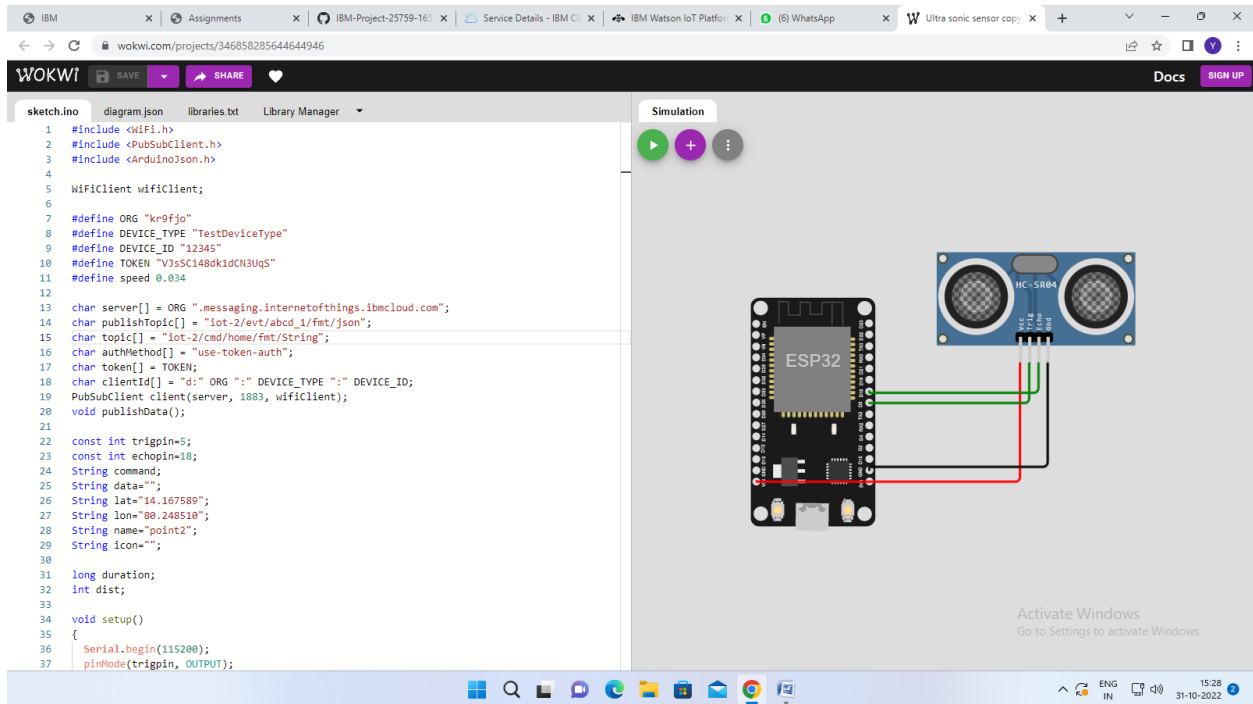 IBM
Assignments
IBM-Project-25759-165
Service Details - IBM Cl
IBM Watson IoT Platfor
(6) WhatsApp
Ultra sonic sensor copy
wokwi.com/projects/346858285644644946
Y
WOKWi
SAVE
SHARE
Docs
SIGN UP
sketch.ino
diagram.json
libraries.txt
Library Manager
1 #include <WiFi.h>
2 #include <PubSubClient.h>
3 #include <ArduinoJson.h>
4
5 WiFiClient wifiClient;
6
7 #define ORG "kr9fjo"
8 #define DEVICE_TYPE "TestDeviceType"
9 #define DEVICE_ID "12345"
10 #define TOKEN "VJsSC148dk1dCN3UqS"
11 #define speed 0.034
12
13 char server[] = ORG ".messaging.internetofthings.ibmcloud.com";
14 char publishTopic[] = "iot-2/evt/abcd_1/fmt/json";
15 char topic[] = "iot-2/cmd/home/fmt/String";
16 char authMethod[] = "use-token-auth";
17 char token[] = TOKEN;
18 char clientId[] = "d:" ORG ":" DEVICE_TYPE ":" DEVICE_ID;
19 PubSubClient client(server, 1883, wifiClient);
20 void publishData();
21
22 const int trigpin=5;
23 const int echopin=18;
24 String command;
25 String data="";
26 String lat="14.167589";
27 String lon="80.248510";
28 String name="point2";
29 String icon="";
30
31 long duration;
32 int dist;
33
34 void setup()
35 {
36 Serial.begin(115200);
37 pinMode(trigpin, OUTPUT);
Simulation
HC-SR04
Vcc
Trig
Echo
Gnd
ESP32
Activate Windows
Go to Settings to activate Windows.
ENG
IN
15:28
31-10-2022
2